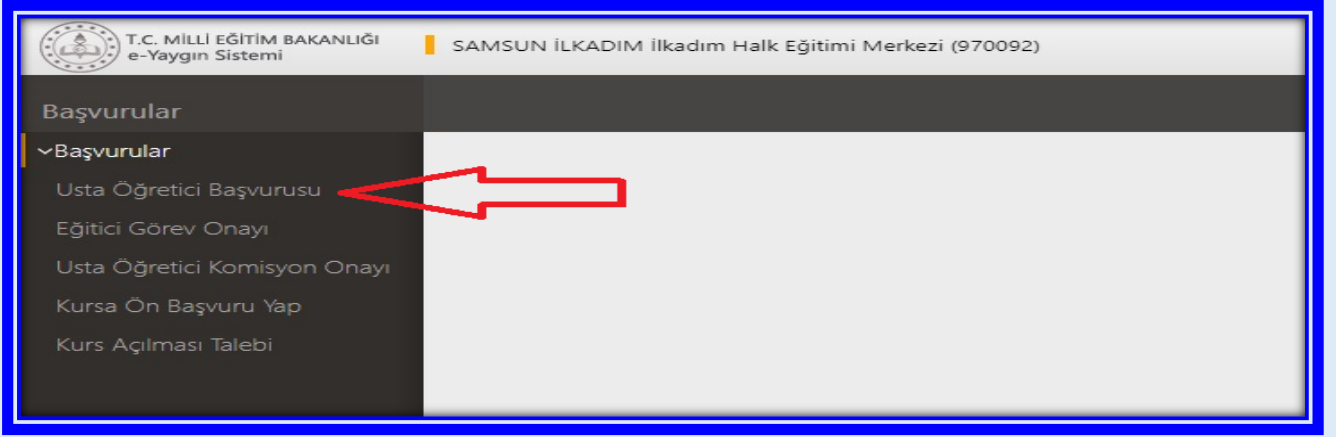 T.C. MİLLİ EĞİTİM BAKANLIĞI
e-Yaygın Sistemi
SAMSUN İLKADIM İlkadım Halk Eğitimi Merkezi (970092)
Başvurular
Başvurular
Usta Öğretici Başvurusu
Eğitici Görev Onayı
Usta Öğretici Komisyon Onayı
Kursa Ön Başvuru Yap
Kurs Açılması Talebi